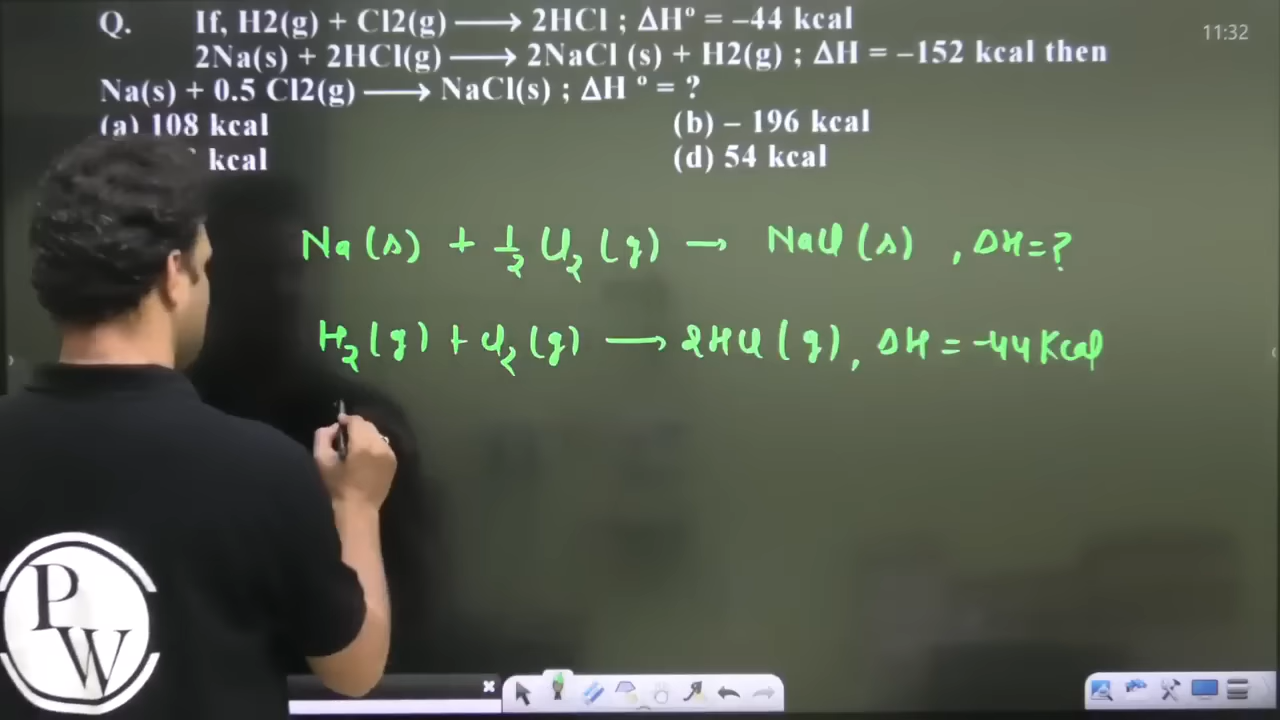 Q. If, H2(g) + Cl2(g) ⟶ 2HCl ; ΔHº = –44 kcal
11:32
2Na(s) + 2HCl(g) ⟶ 2NaCl (s) + H2(g) ; ΔH = –152 kcal then
Na(s) + 0.5 Cl2(g) ⟶ NaCl(s) ; ΔH º = ?
(a) 108 kcal (b) – 196 kcal
kcal (d) 54 kcal
Na (s) + 1/2 Cl₂ (g) → NaCl (s) , ΔH = ?
H₂ (g) + Cl₂ (g) ⟶ 2HCl (g) , ΔH = -44 Kcal
P
W